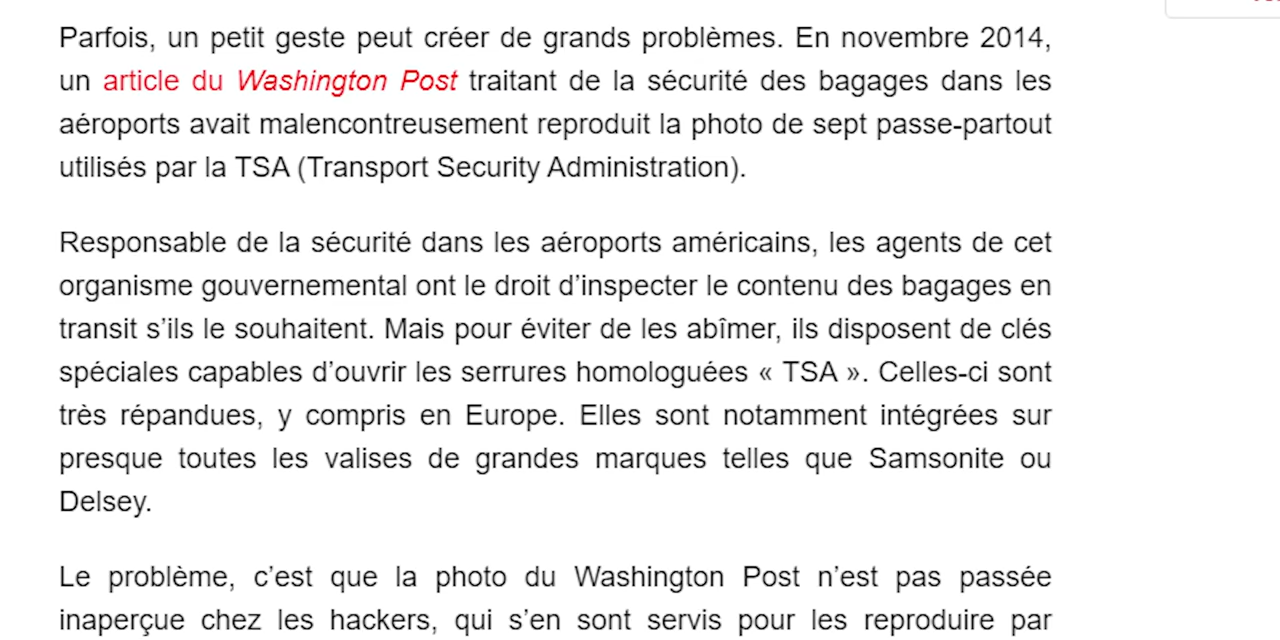 Parfois, un petit geste peut créer de grands problèmes. En novembre 2014,
un article du Washington Post traitant de la sécurité des bagages dans les
aéroports avait malencontreusement reproduit la photo de sept passe-partout
utilisés par la TSA (Transport Security Administration).
Responsable de la sécurité dans les aéroports américains, les agents de cet
organisme gouvernemental ont le droit d’inspecter le contenu des bagages en
transit s’ils le souhaitent. Mais pour éviter de les abîmer, ils disposent de clés
spéciales capables d’ouvrir les serrures homologuées « TSA ». Celles-ci sont
très répandues, y compris en Europe. Elles sont notamment intégrées sur
presque toutes les valises de grandes marques telles que Samsonite ou
Delsey.
Le problème, c’est que la photo du Washington Post n’est pas passée
inaperçue chez les hackers, qui s’en sont servis pour les reproduire par